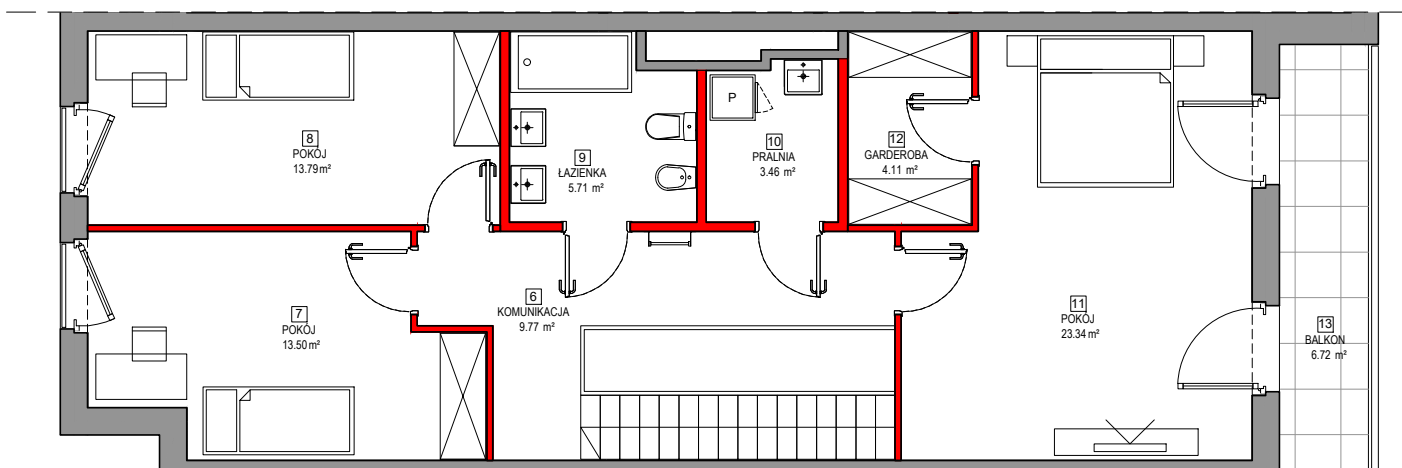 8
POKÓJ
13.79 m²
9
ŁAZIENKA
5.71 m²
P
10
PRALNIA
3.46 m²
12
GARDEROBA
4.11 m²
7
POKÓJ
13.50 m²
6
KOMUNIKACJA
9.77 m²
11
POKÓJ
23.34 m²
13
BALKON
6.72 m²